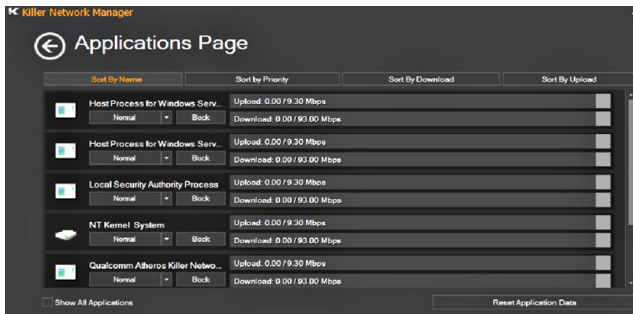 Killer Network Manager
Applications Page
Sort By Name Sort by Priority Sort By Download Sort By Upload
Host Process for Windows Serv...
Upload: 0.00 / 9.30 Mbps
Normal Block
Download: 0.00 / 93.00 Mbps
Host Process for Windows Serv...
Upload: 0.00 / 9.30 Mbps
Normal Block
Download: 0.00 / 93.00 Mbps
Local Security Authority Process
Upload: 0.00 / 9.30 Mbps
Normal Block
Download: 0.00 / 93.00 Mbps
NT Kernel System
Upload: 0.00 / 9.30 Mbps
Normal Block
Download: 0.00 / 93.00 Mbps
Qualcomm Atheros Killer Netwo...
Upload: 0.00 / 9.30 Mbps
Normal Block
Download: 0.00 / 93.00 Mbps
Show All Applications
Reset Application Data